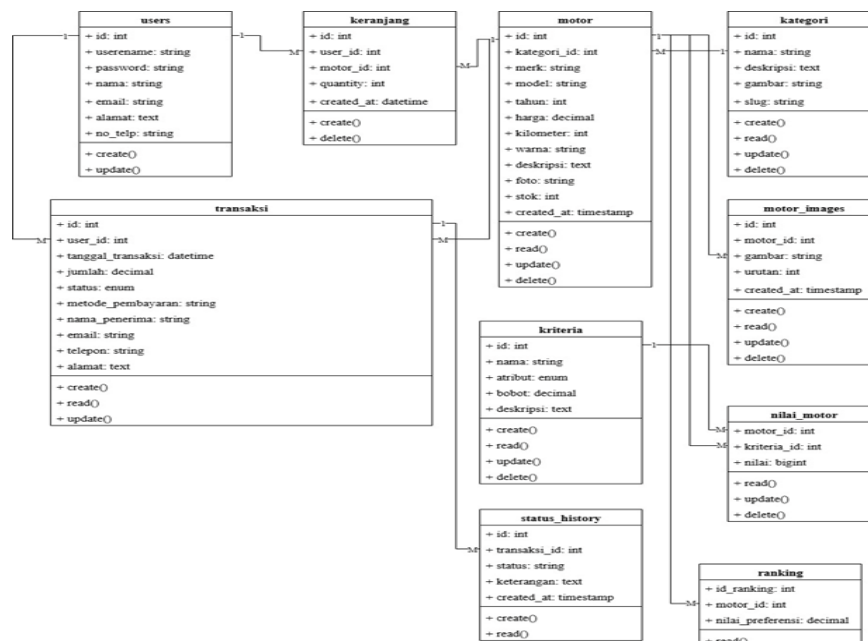 users
+ id: int
+ userename: string
+ password: string
+ nama: string
+ email: string
+ alamat: text
+ no_telp: string
+ create()
+ update()
keranjang
+ id: int
+ user_id: int
+ motor_id: int
+ quantity: int
+ created_at: datetime
+ create()
+ delete()
motor
+ id: int
+ kategori_id: int
+ merk: string
+ model: string
+ tahun: int
+ harga: decimal
+ kilometer: int
+ warna: string
+ deskripsi: text
+ foto: string
+ stok: int
+ created_at: timestamp
+ create()
+ read()
+ update()
+ delete()
kategori
+ id: int
+ nama: string
+ deskripsi: text
+ gambar: string
+ slug: string
+ create()
+ read()
+ update()
+ delete()
transaksi
+ id: int
+ user_id: int
+ tanggal_transaksi: datetime
+ jumlah: decimal
+ status: enum
+ metode_pembayaran: string
+ nama_penerima: string
+ email: string
+ telepon: string
+ alamat: text
+ create()
+ read()
+ update()
motor_images
+ id: int
+ motor_id: int
+ gambar: string
+ urutan: int
+ created_at: timestamp
+ create()
+ read()
+ update()
+ delete()
kriteria
+ id: int
+ nama: string
+ atribut: enum
+ bobot: decimal
+ deskripsi: text
+ create()
+ read()
+ update()
+ delete()
nilai_motor
+ motor_id: int
+ kriteria_id: int
+ nilai: bigint
+ read()
+ update()
+ delete()
status_history
+ id: int
+ transaksi_id: int
+ status: string
+ keterangan: text
+ created_at: timestamp
+ create()
+ read()
ranking
+ id_ranking: int
+ motor_id: int
+ nilai_preferensi: decimal
+ read()
1
1
M
M
1
1
M
1
M
1
M
M
1
M
M
M
M